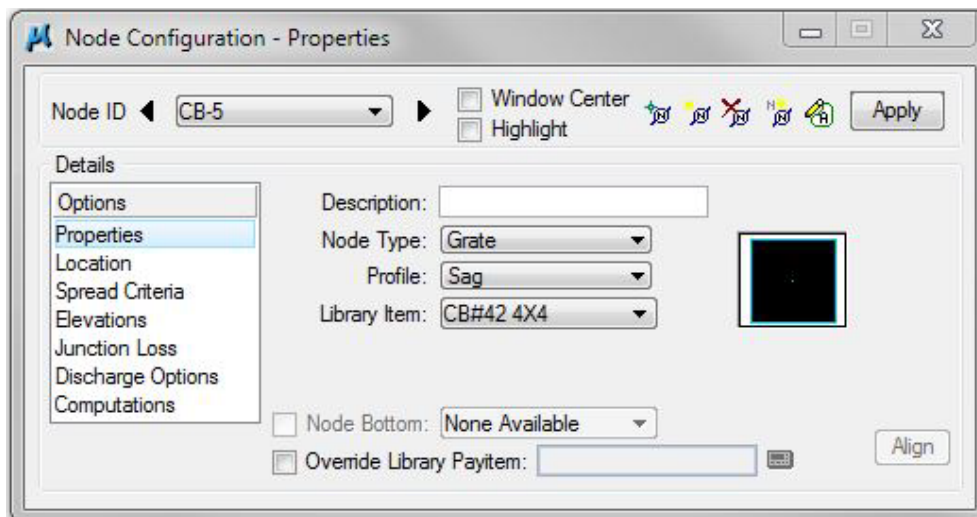 Node Configuration - Properties
Node ID CB-5 Window Center Apply
Highlight
Details
Options
Properties
Location
Spread Criteria
Elevations
Junction Loss
Discharge Options
Computations
Description:
Node Type: Grate
Profile: Sag
Library Item: CB#42 4X4
Node Bottom: None Available
Override Library Payitem:
Align